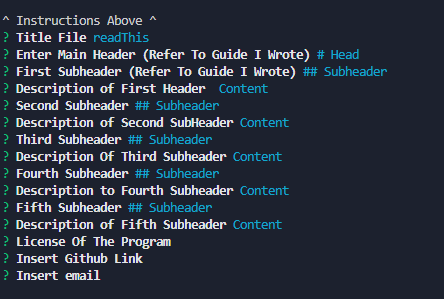 ^ Instructions Above ^
? Title File readThis
? Enter Main Header (Refer To Guide I Wrote) # Head
? First Subheader (Refer To Guide I Wrote) ## Subheader
? Description of First Header  Content
? Second Subheader ## Subheader
? Description of Second SubHeader Content
? Third Subheader ## Subheader
? Description Of Third Subheader Content
? Fourth Subheader ## Subheader
? Description to Fourth Subheader Content
? Fifth Subheader ## Subheader
? Description of Fifth Subheader Content
? License Of The Program
? Insert Github Link
? Insert email